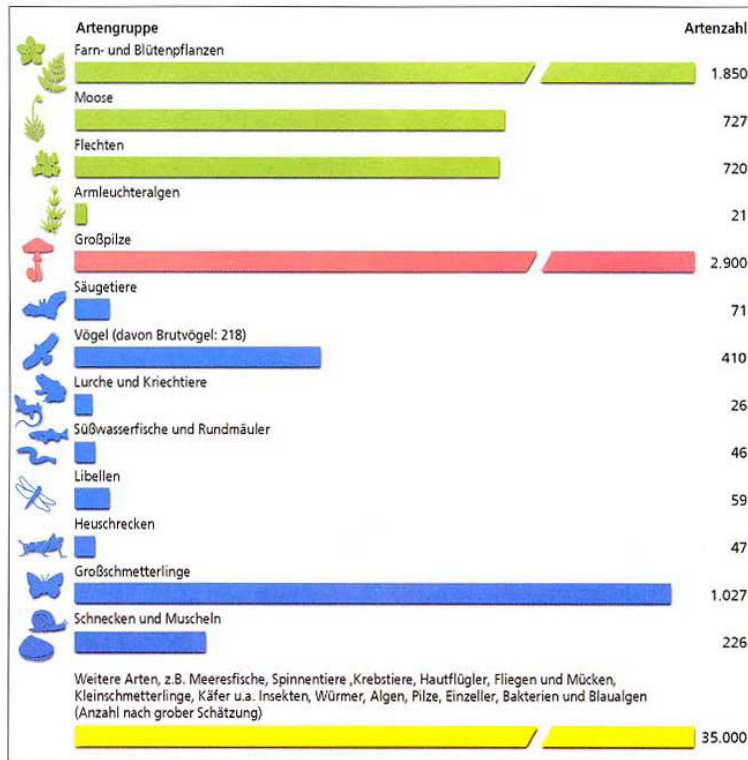 Artengruppe Artenzahl
Farn- und Blütenpflanzen
1.850
Moose
727
Flechten
720
Armleuchteralgen
21
Großpilze
2.900
Säugetiere
71
Vögel (davon Brutvögel: 218)
410
Lurche und Kriechtiere
26
Süßwasserfische und Rundmäuler
46
Libellen
59
Heuschrecken
47
Großschmetterlinge
1.027
Schnecken und Muscheln
226
Weitere Arten, z.B. Meeresfische, Spinnentiere ,Krebstiere, Hautflügler, Fliegen und Mücken,
Kleinschmetterlinge, Käfer u.a. Insekten, Würmer, Algen, Pilze, Einzeller, Bakterien und Blaualgen
(Anzahl nach grober Schätzung)
35.000